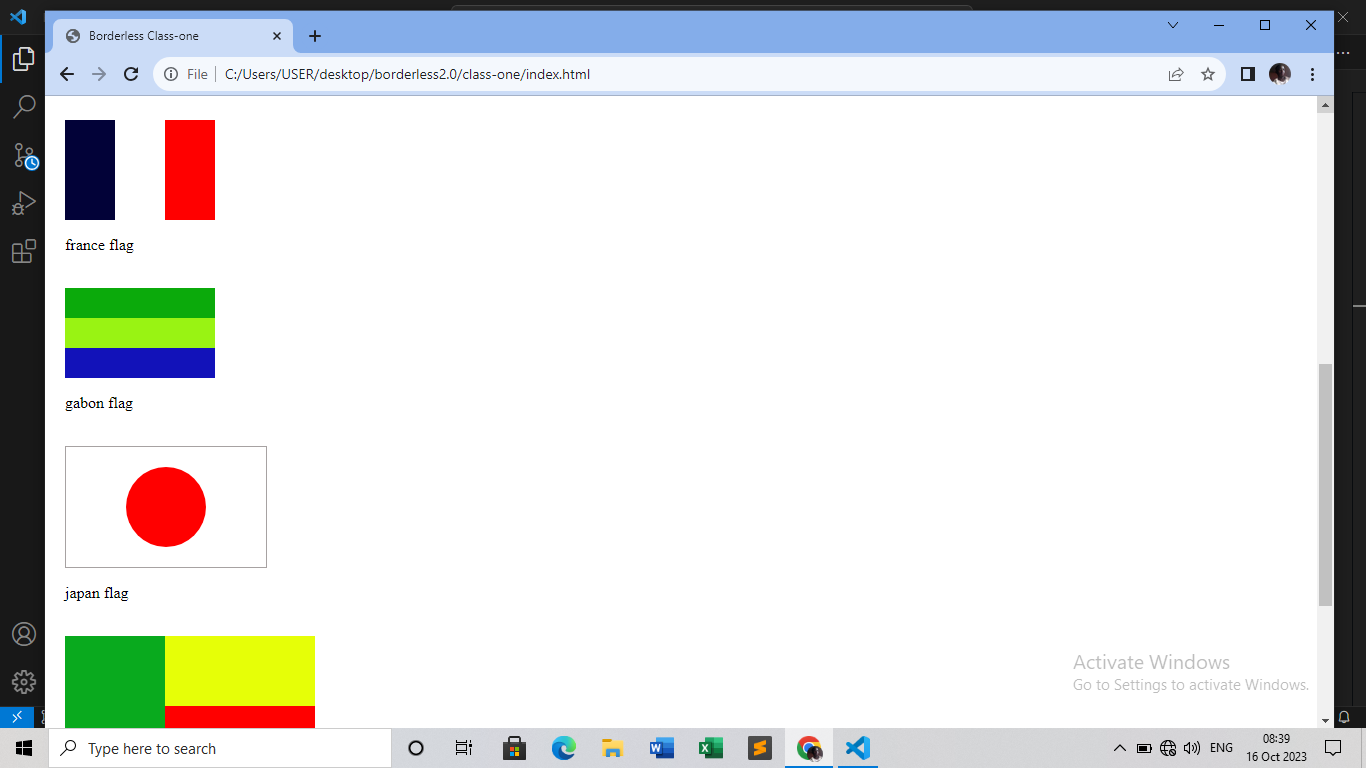 Borderless Class-one
File
C:/Users/USER/desktop/borderless2.0/class-one/index.html
france flag
gabon flag
japan flag
Activate Windows
Go to Settings to activate Windows.
Type here to search
ENG
08:39
16 Oct 2023